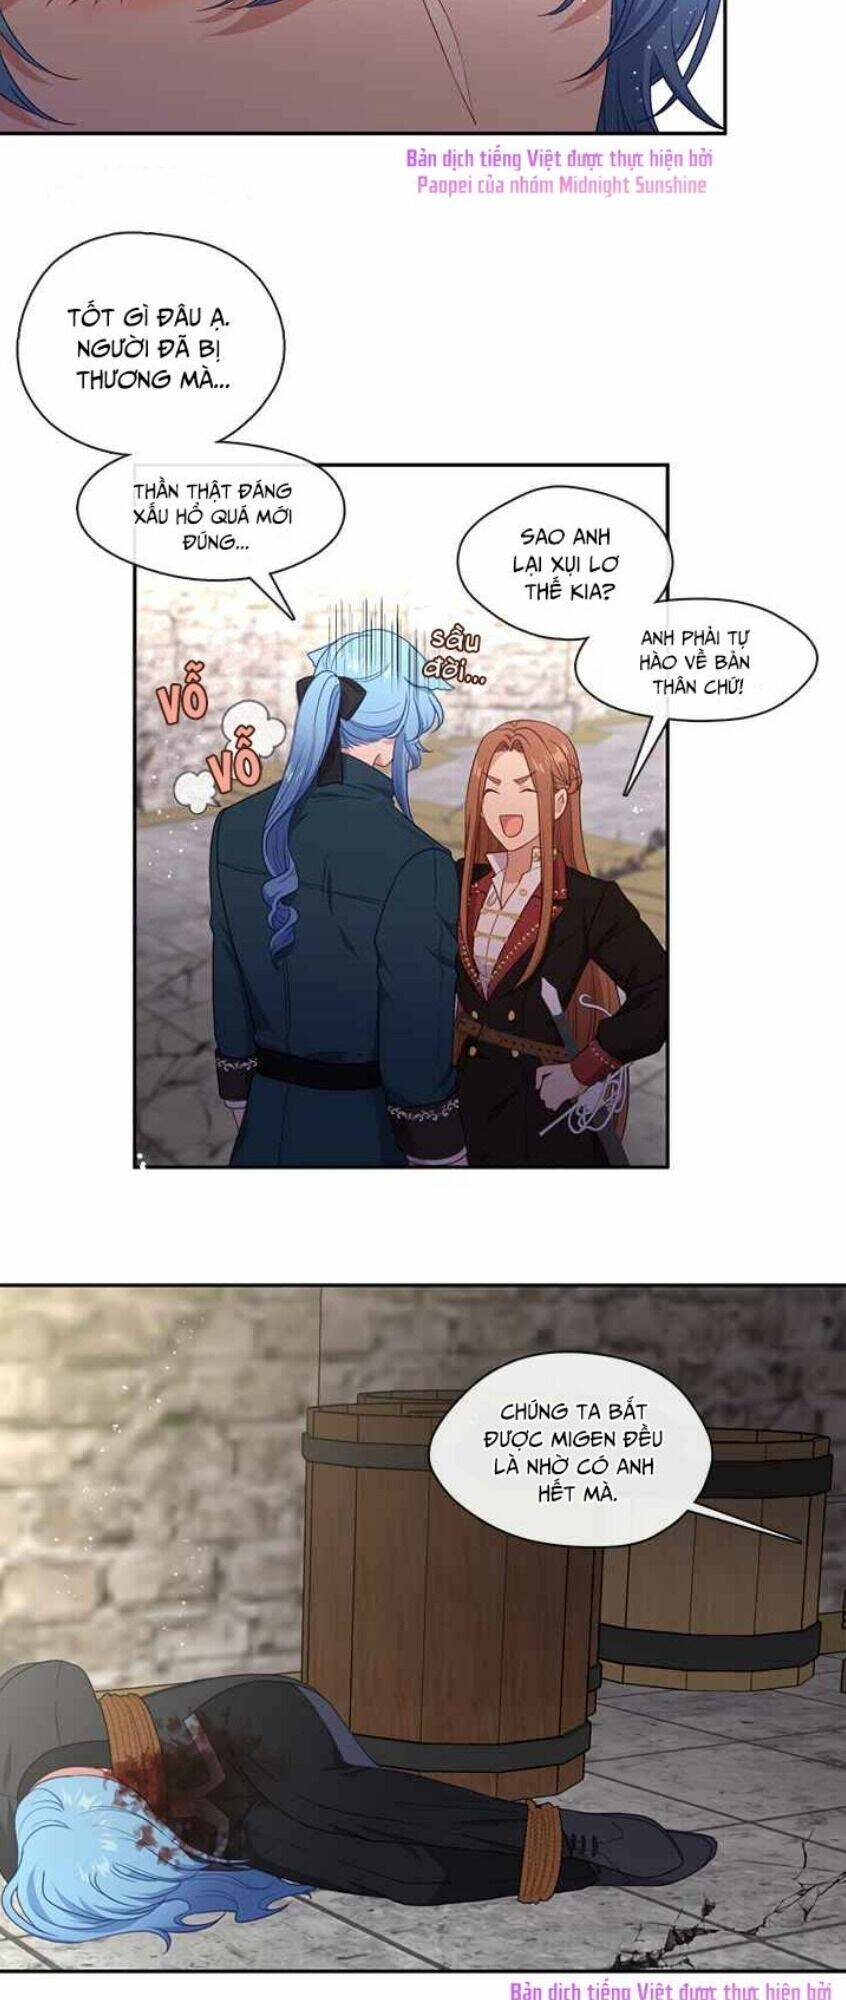 Bản dịch tiếng Việt được thực hiện bởi
Paopei của nhóm Midnight Sunshine
TỐT GÌ ĐÂU Ạ.
NGƯỜI ĐÃ BỊ
THƯƠNG MÀ...
THẦN THẬT ĐÁNG
XẤU HỔ QUÁ MỚI
ĐÚNG...
SAO ANH
LẠI XỤI LƠ
THẾ KIA?
ANH PHẢI TỰ
HÀO VỀ BẢN
THÂN CHỨ!
sầu
đời...
VỖ
VỖ
CHÚNG TA BẮT
ĐƯỢC MIGEN ĐỀU
LÀ NHỜ CÓ ANH
HẾT MÀ.
Bản dịch tiếng Việt được thực hiện bởi